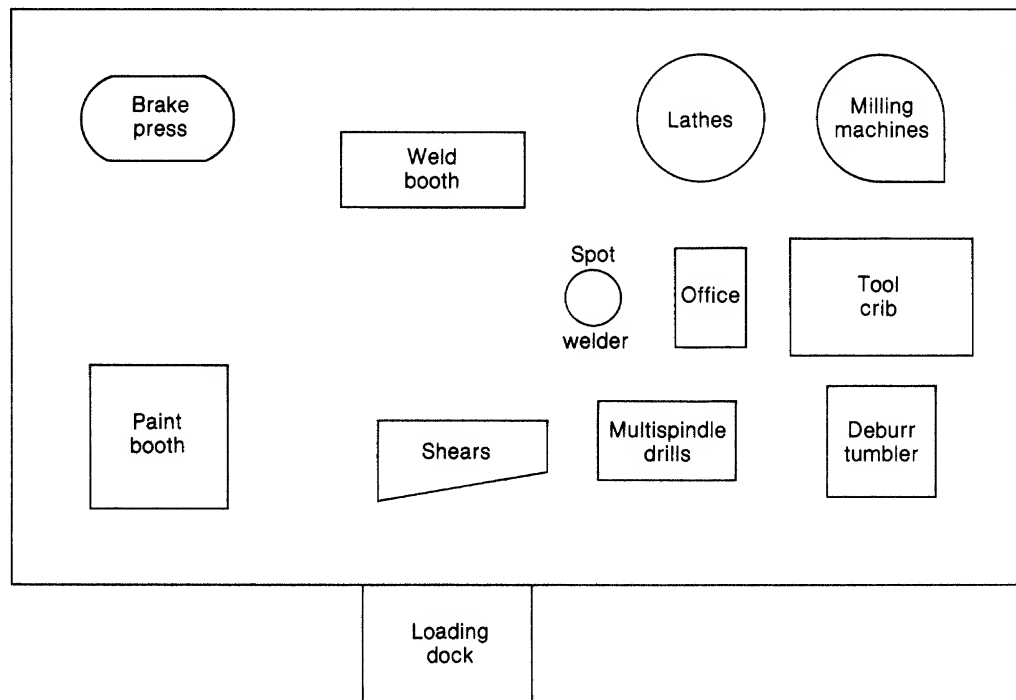 Brake
press
Weld
booth
Lathes
Milling
machines
Spot
welder
Office
Tool
crib
Paint
booth
Shears
Multispindle
drills
Deburr
tumbler
Loading
dock